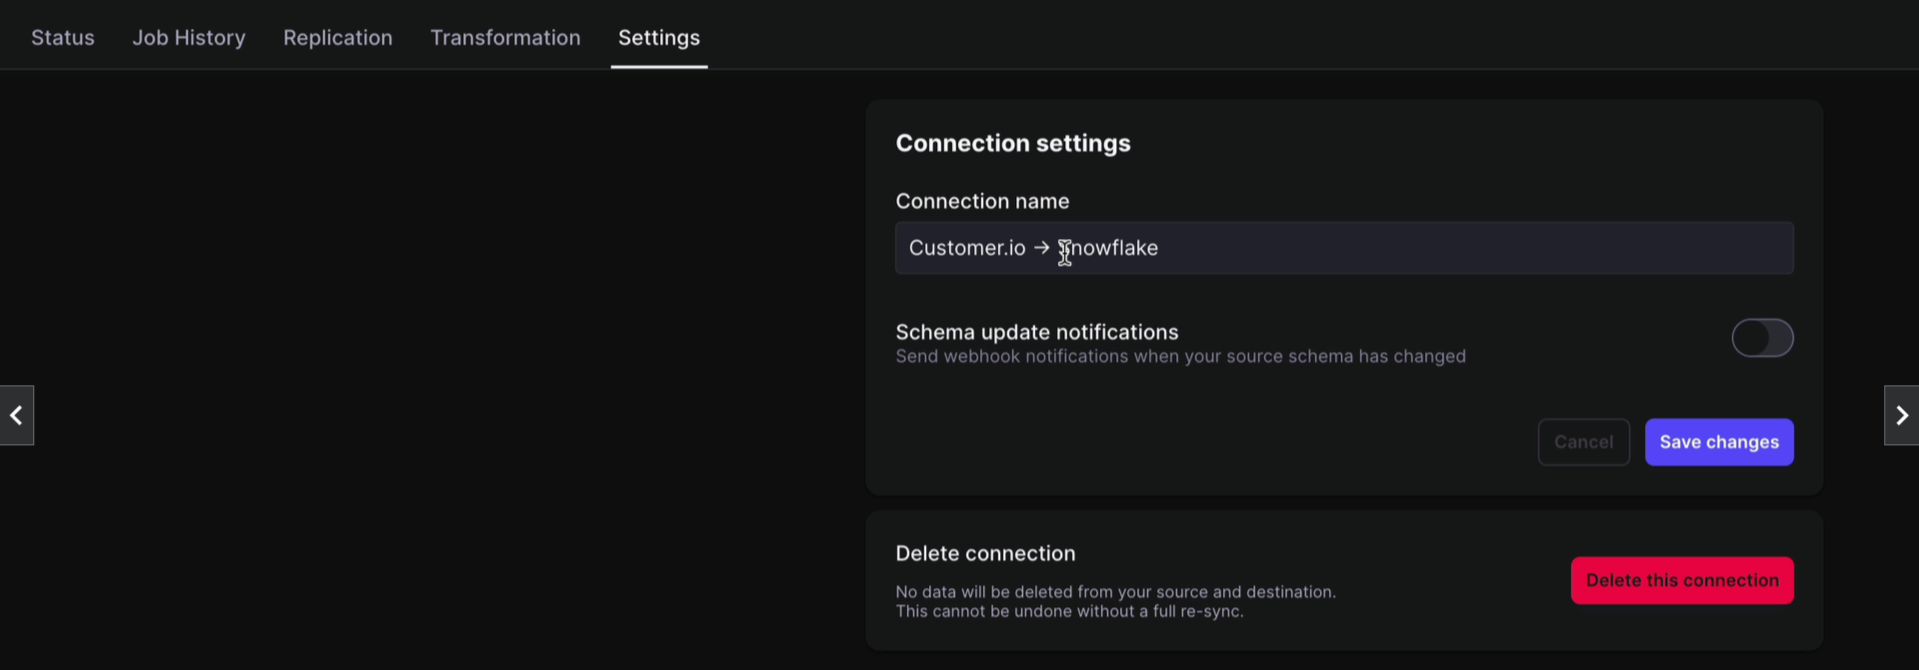 Status Job History Replication Transformation Settings
Connection settings
Connection name
Customer.io → Snowflake
Schema update notifications
Send webhook notifications when your source schema has changed
Cancel Save changes
Delete connection
No data will be deleted from your source and destination.
This cannot be undone without a full re-sync.
Delete this connection